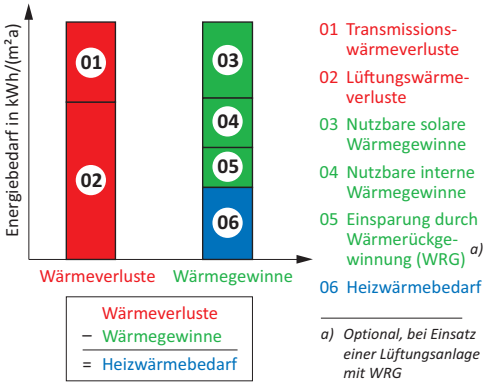 Energiebedarf in kWh/(m²a)
01
02
03
04
05
06
Wärmeverluste
Wärmegewinne
Wärmeverluste
– Wärmegewinne
= Heizwärmebedarf
01 Transmissions-
wärmeverluste
02 Lüftungswärme-
verluste
03 Nutzbare solare
Wärmegewinne
04 Nutzbare interne
Wärmegewinne
05 Einsparung durch
Wärmerückge-
winnung (WRG) a)
06 Heizwärmebedarf
a) Optional, bei Einsatz
einer Lüftungsanlage
mit WRG